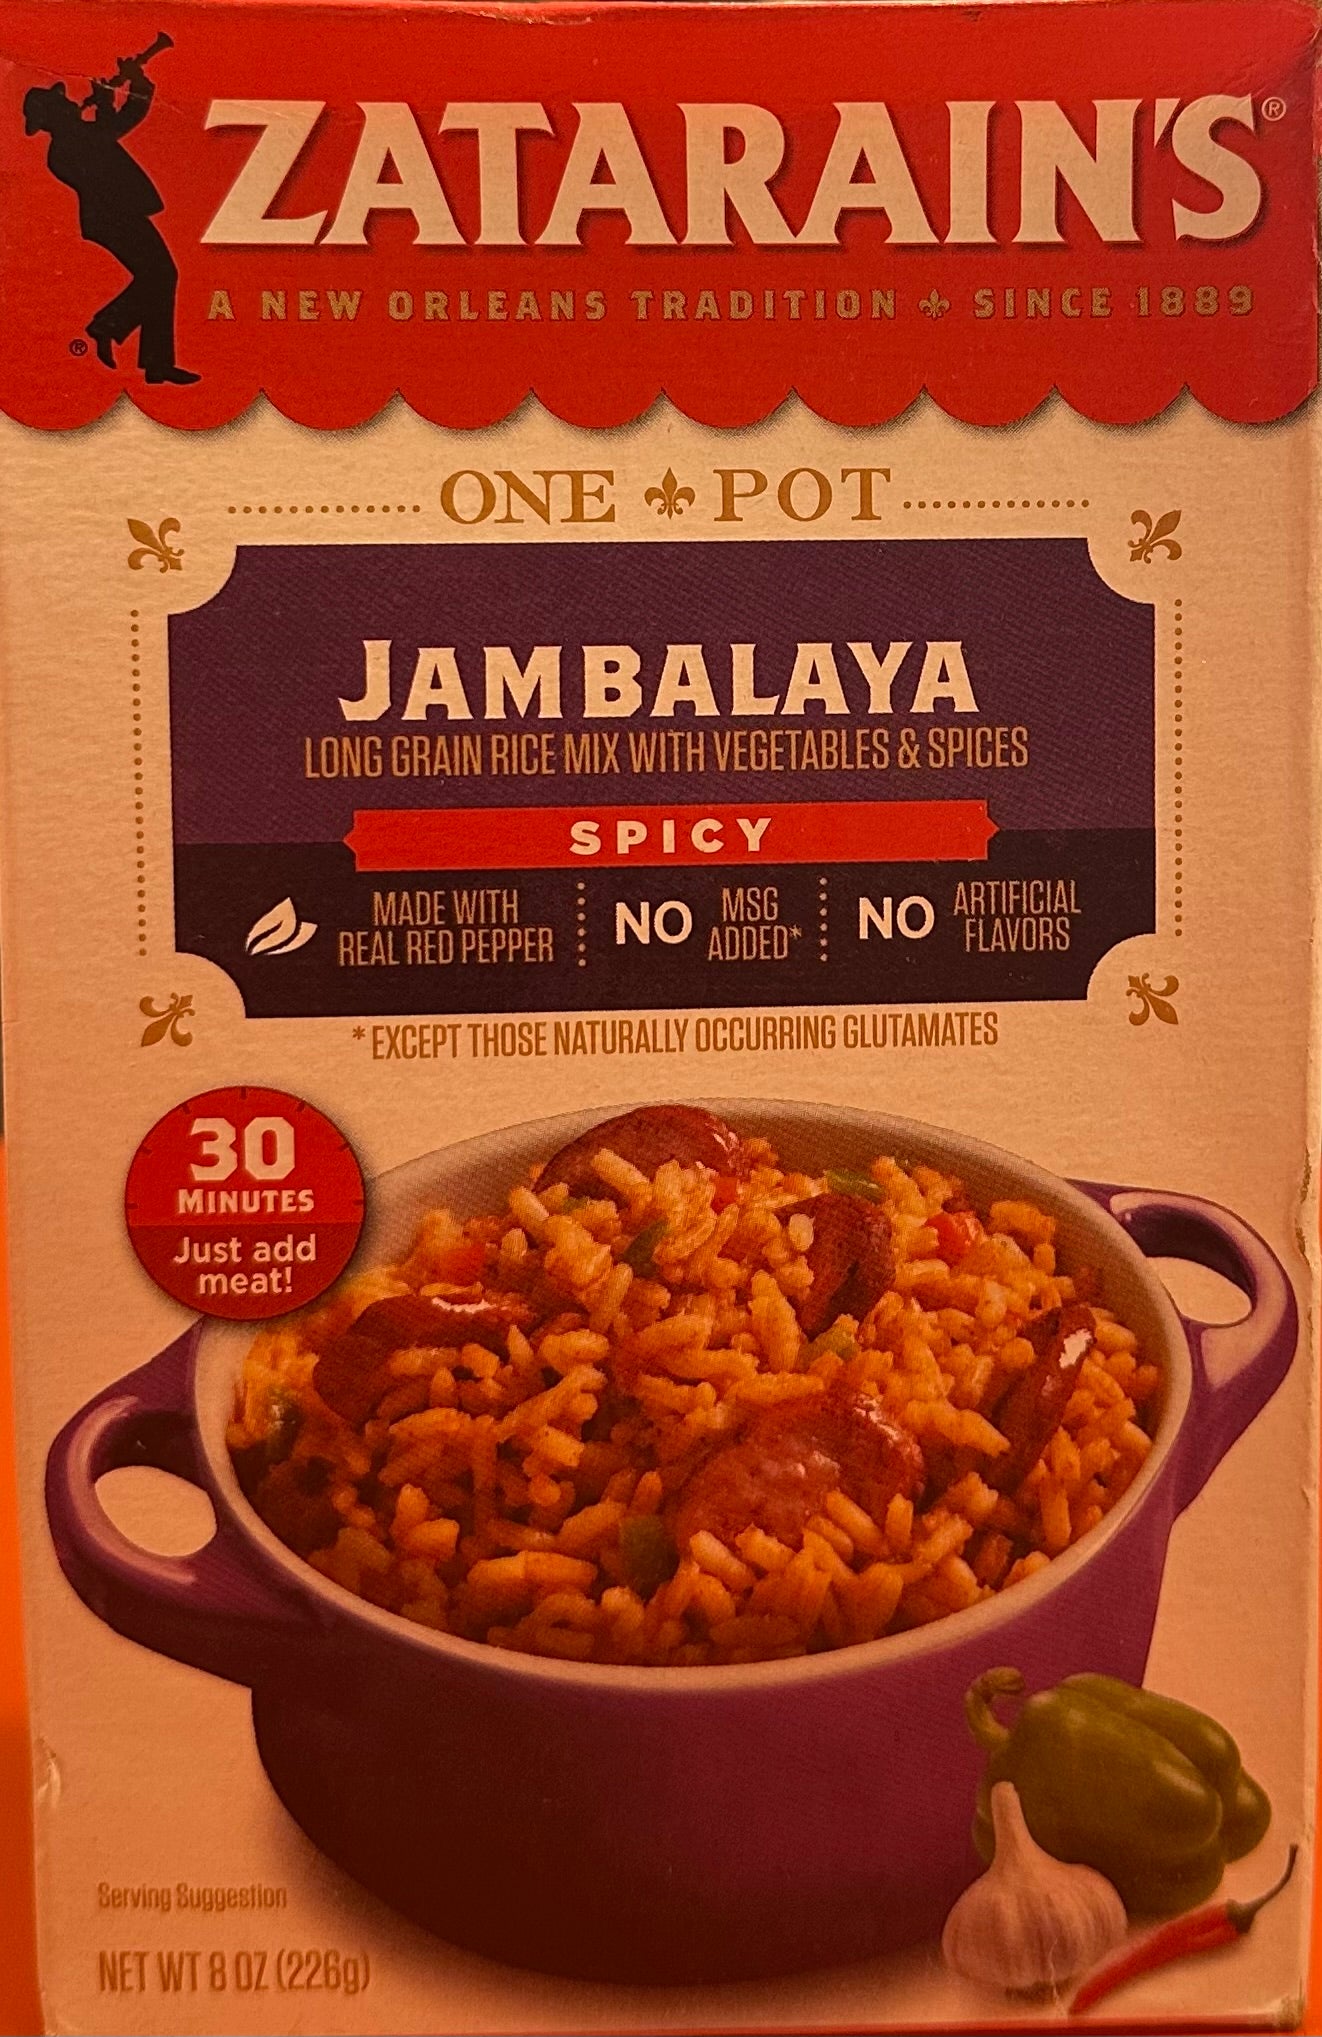 ZATARAIN'S®
A NEW ORLEANS TRADITION ⚜ SINCE 1889
®
ONE ⚜ POT
JAMBALAYA
LONG GRAIN RICE MIX WITH VEGETABLES & SPICES
SPICY
MADE WITH
REAL RED PEPPER
NO MSG
ADDED*
NO ARTIFICIAL
FLAVORS
*EXCEPT THOSE NATURALLY OCCURRING GLUTAMATES
30
MINUTES
Just add
meat!
Serving Suggestion
NET WT 8 OZ (226g)